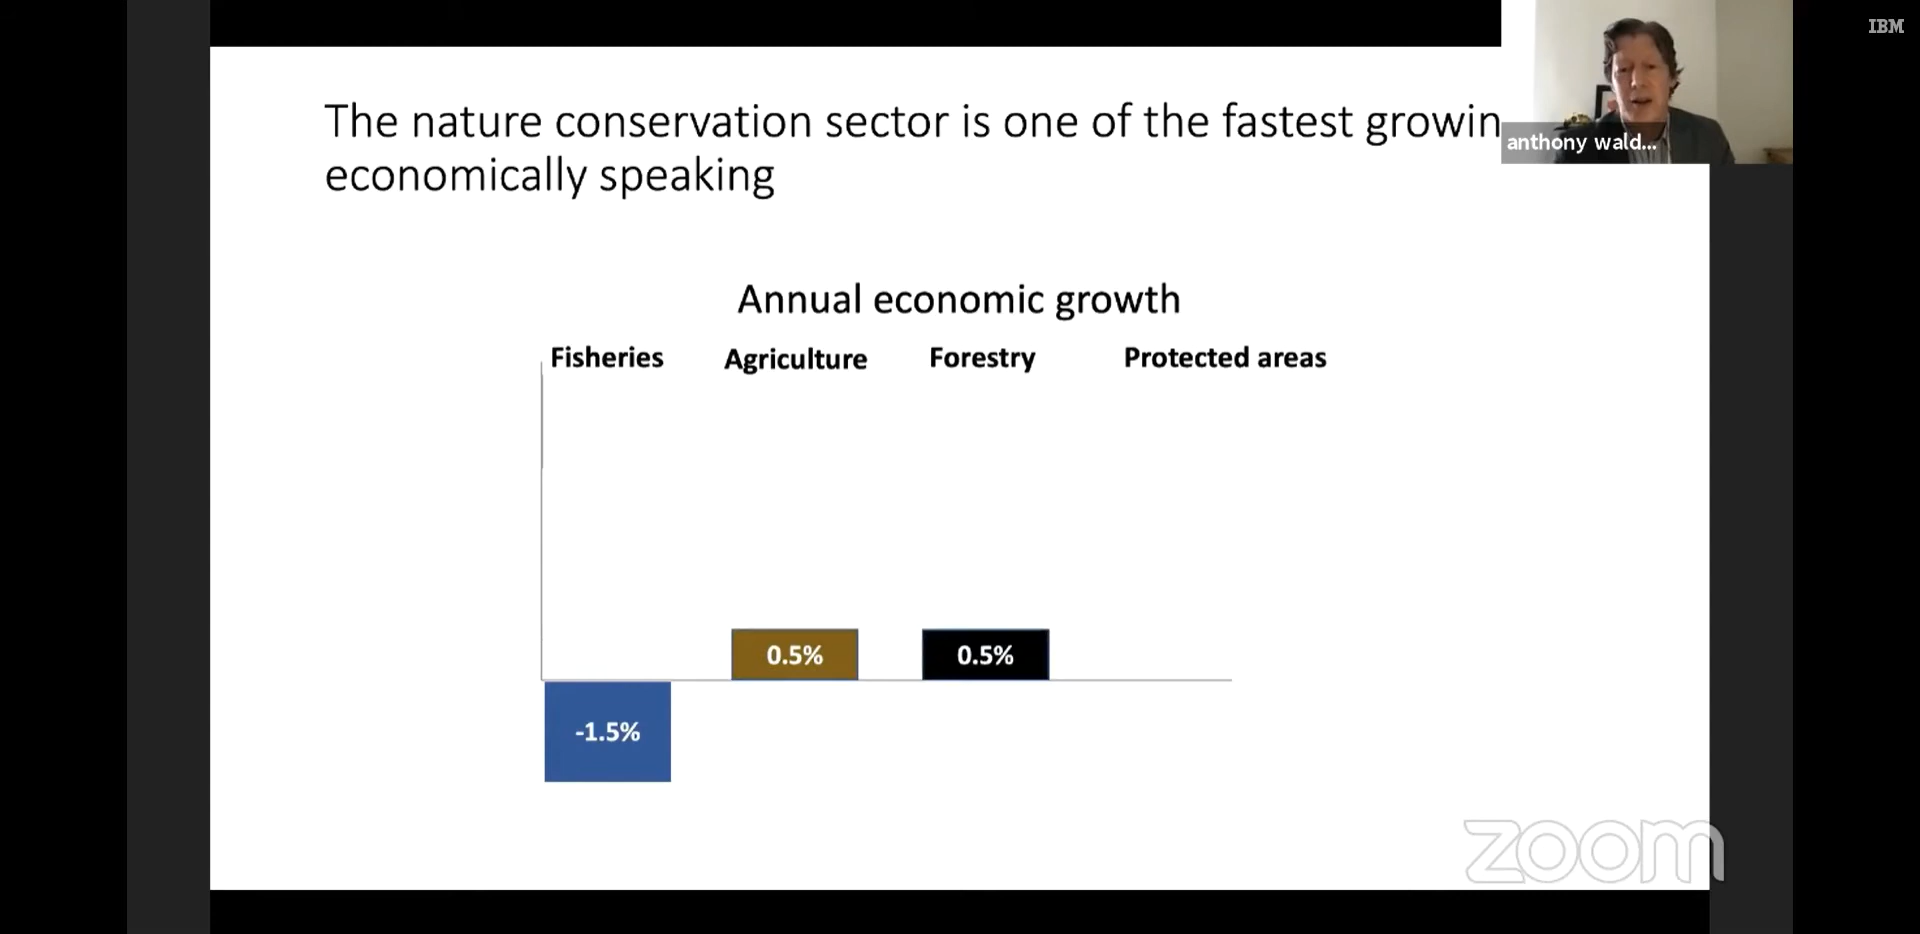 IBM
The nature conservation sector is one of the fastest growin
economically speaking
anthony wald...
Annual economic growth
Fisheries Agriculture Forestry Protected areas
0.5% 0.5%
-1.5%
zoom